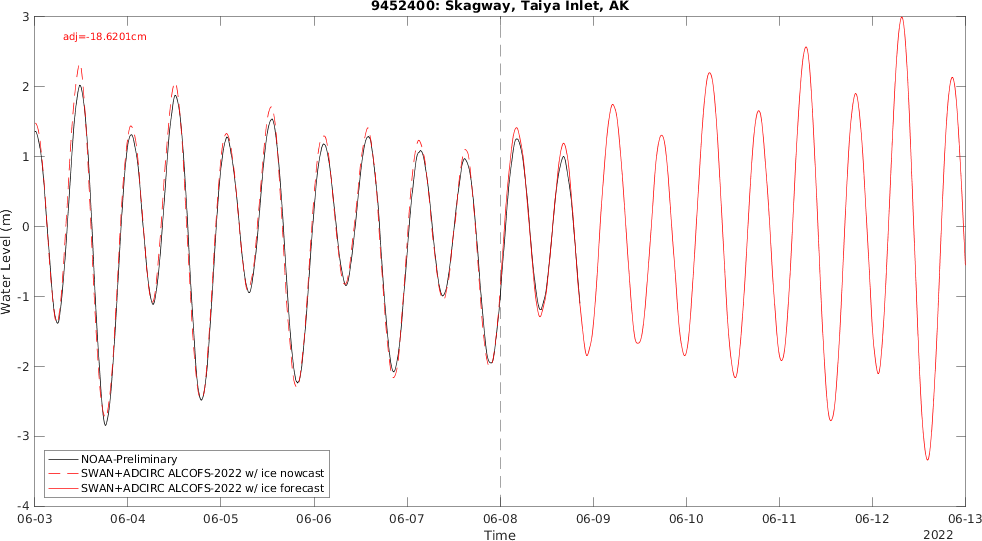 9452400: Skagway, Taiya Inlet, AK
adj=-18.6201cm
3
2
1
0
-1
-2
-3
-4
Water Level (m)
NOAA-Preliminary
SWAN+ADCIRC ALCOFS-2022 w/ ice nowcast
SWAN+ADCIRC ALCOFS-2022 w/ ice forecast
06-03 06-04 06-05 06-06 06-07 06-08 06-09 06-10 06-11 06-12 06-13
Time
2022